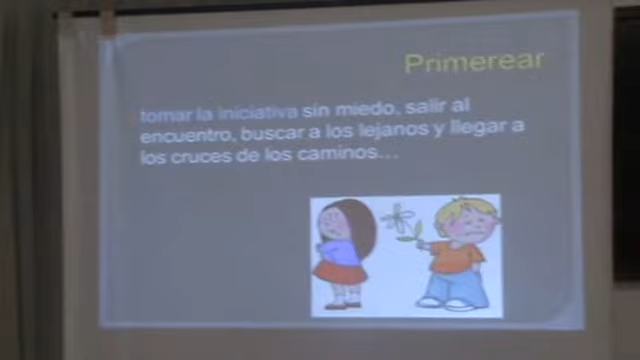 Primerear
tomar la iniciativa sin miedo, salir al
encuentro, buscar a los lejanos y llegar a
los cruces de los caminos...